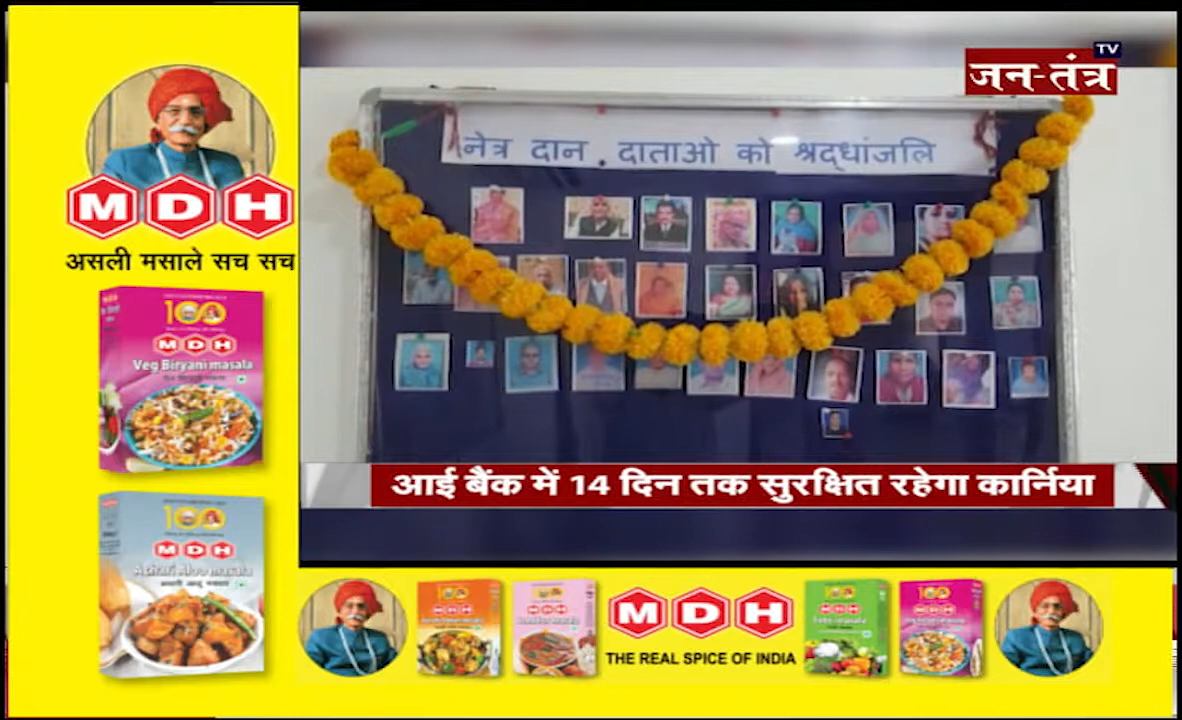 TV
जन-तंत्र
नेत्र दान. दाताओ को श्रद्धांजलि
आई बैंक में 14 दिन तक सुरक्षित रहेगा कार्निया
MDH
असली मसाले सच सच
100
MDH
Veg Biryani masala
100
MDH
MDH
THE REAL SPICE OF INDIA